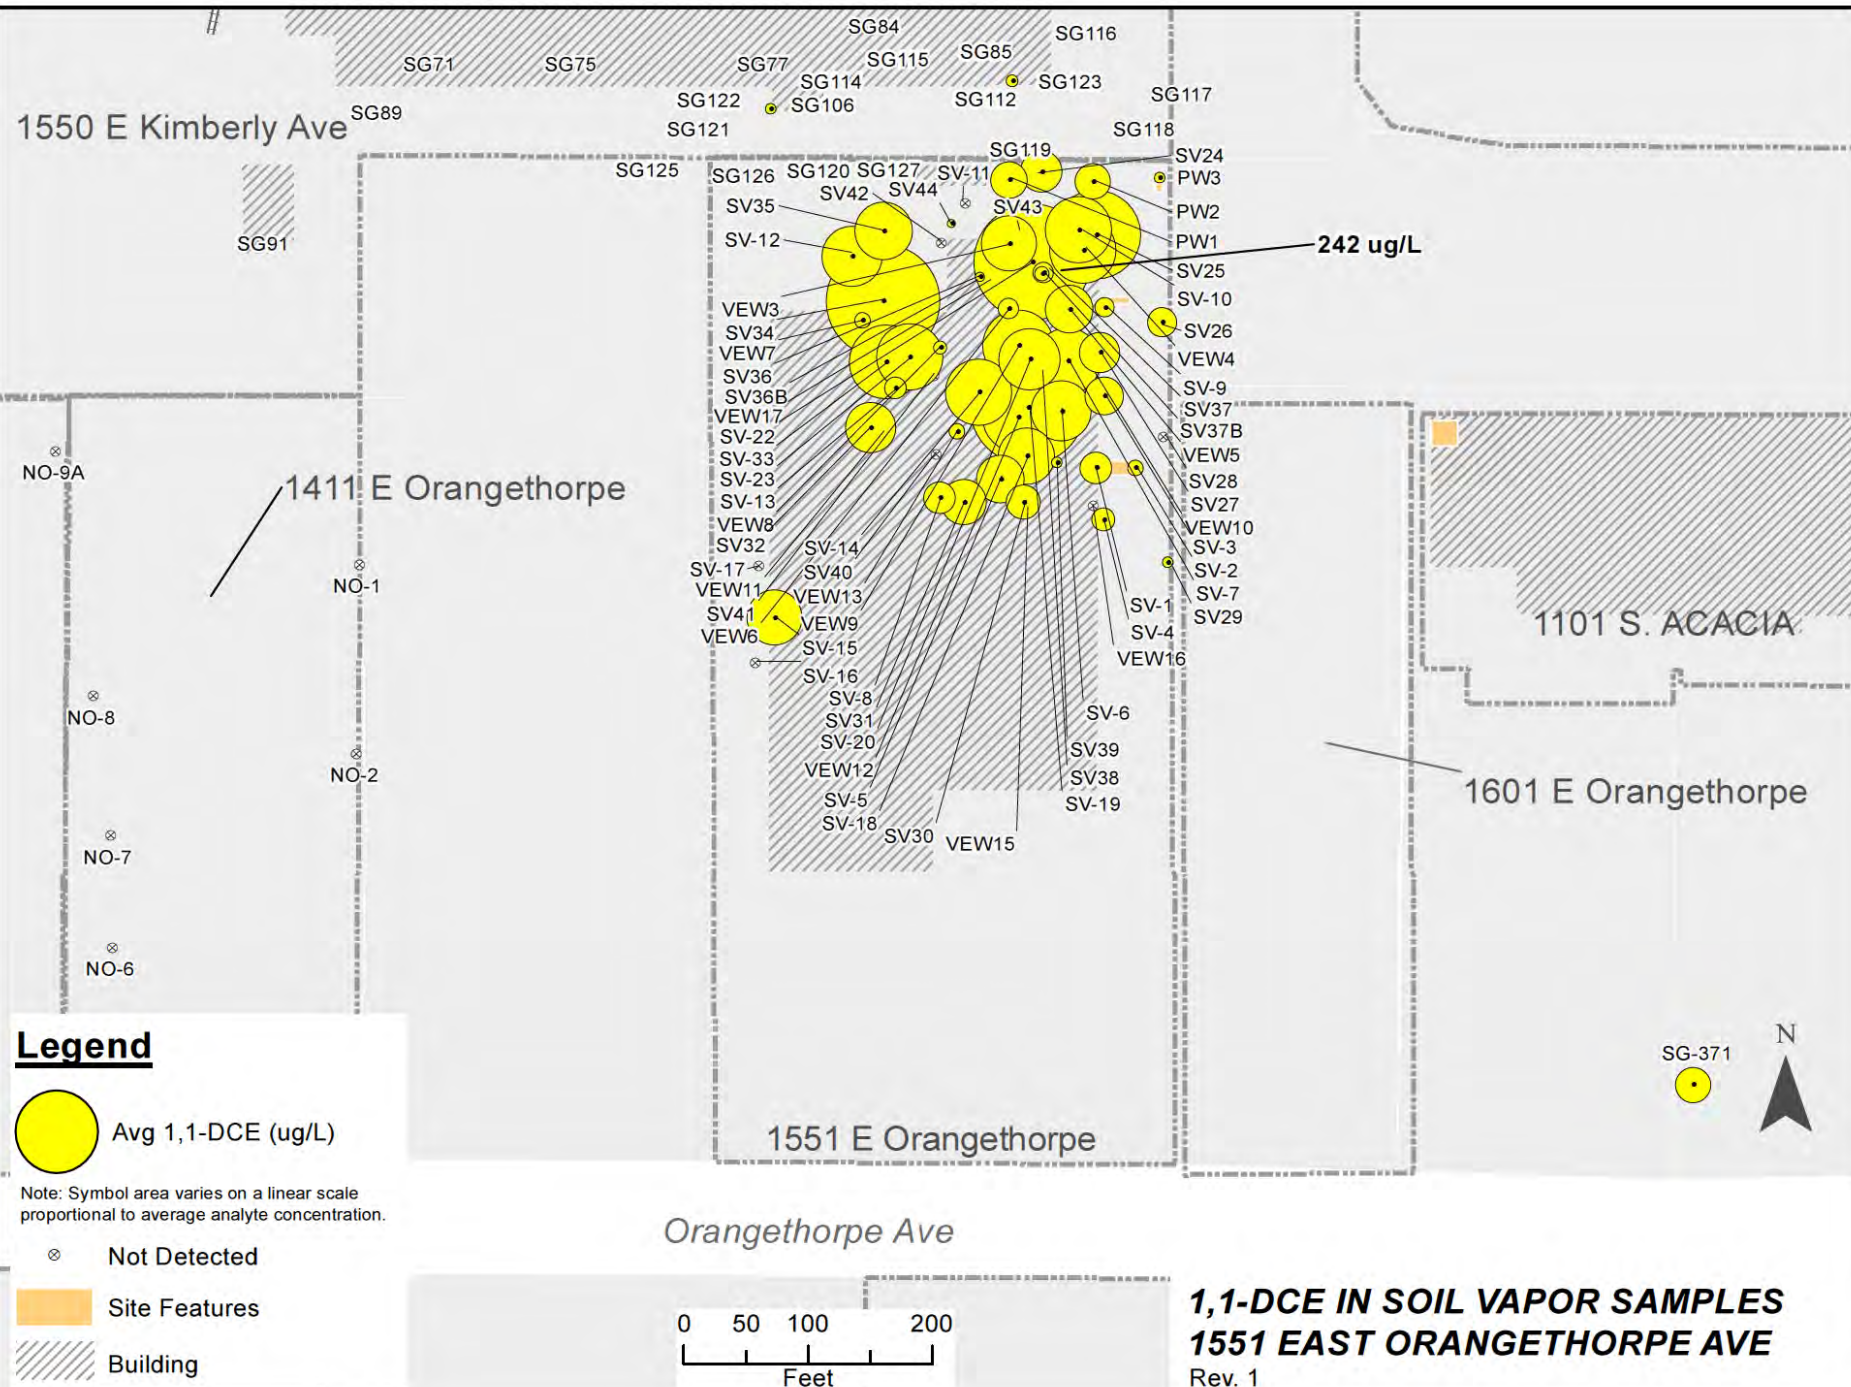 SG84
SG116
SG85
SG115
SG71
SG75
SG77
SG114
SG123
SG117
SG122
SG106
SG112
SG89
1550 E Kimberly Ave
SG121
SG118
SG119
SV24
SG125
SG126
SG120
SG127
SV-11
PW3
SV42
SV44
SV35
SV43
PW2
SV-12
SG91
PW1
242 ug/L
SV25
SV-10
VEW3
SV34
SV26
VEW7
VEW4
SV36
SV-9
SV36B
VEW17
SV37
SV-22
SV37B
SV-33
VEW5
NO-9A
SV-23
SV28
1411 E Orangethorpe
SV-13
SV27
VEW8
VEW10
SV32
SV-14
SV-3
SV-17
SV40
SV-2
NO-1
VEW11
VEW13
SV-7
SV41
SV-1
SV29
VEW6
VEW9
SV-4
1101 S. ACACIA
SV-15
VEW16
SV-16
SV-8
NO-8
SV31
SV-6
SV-20
SV39
VEW12
NO-2
SV38
1601 E Orangethorpe
SV-5
SV-19
SV-18
SV30
VEW15
NO-7
NO-6
Legend
Avg 1,1-DCE (ug/L)
Note: Symbol area varies on a linear scale
proportional to average analyte concentration.
Not Detected
Site Features
Building
N
SG-371
1551 E Orangethorpe
Orangethorpe Ave
0 50 100 200
Feet
1,1-DCE IN SOIL VAPOR SAMPLES
1551 EAST ORANGETHORPE AVE
Rev. 1